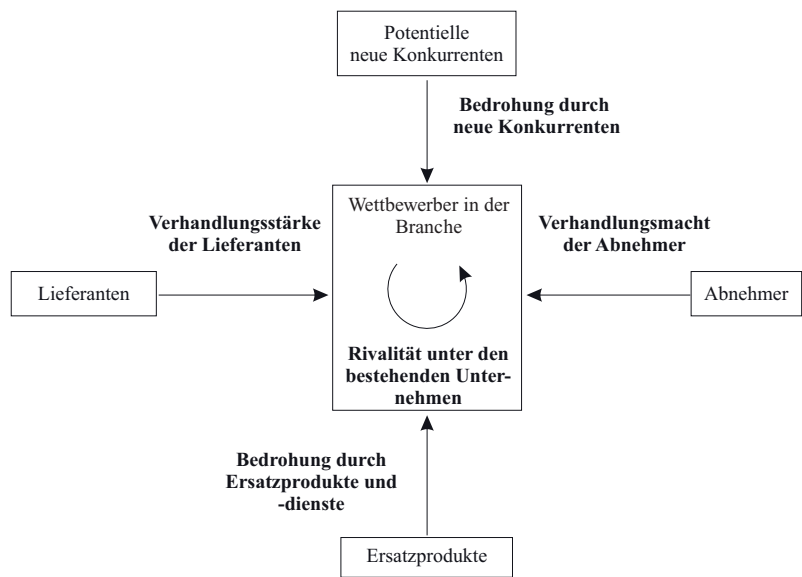 Potentielle
neue Konkurrenten
Bedrohung durch
neue Konkurrenten
Wettbewerber in der
Branche
Verhandlungsstärke
der Lieferanten
Verhandlungsmacht
der Abnehmer
Lieferanten
Abnehmer
Rivalität unter den
bestehenden Unter-
nehmen
Bedrohung durch
Ersatzprodukte und
-dienste
Ersatzprodukte